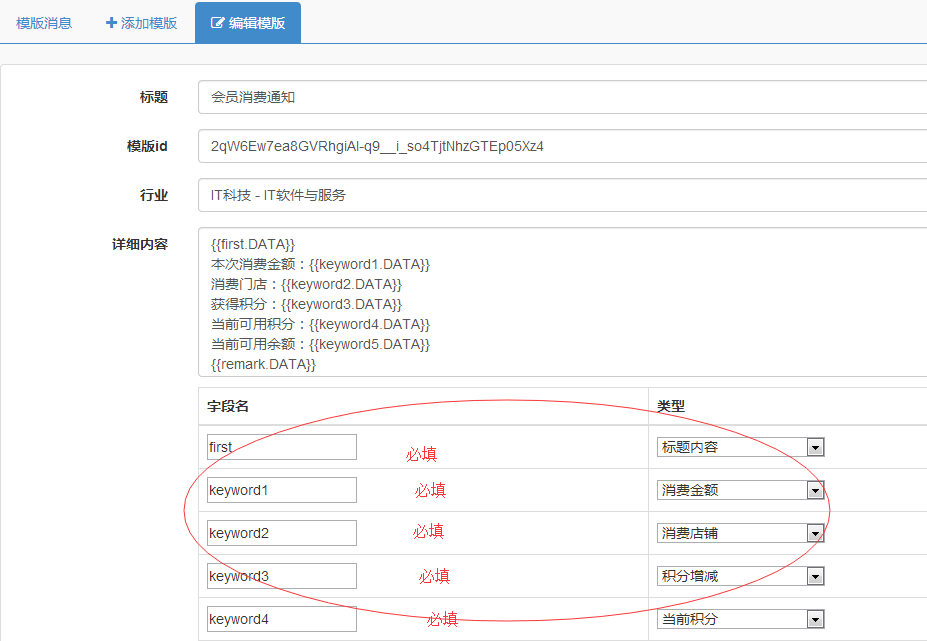 模版消息 添加模版 编辑模版
标题 会员消费通知
模版id 2qW6Ew7ea8GVRhgiAl-q9__i_so4TjtNhzGTEp05Xz4
行业 IT科技 - IT软件与服务
详细内容 {{first.DATA}}
本次消费金额：{{keyword1.DATA}}
消费门店：{{keyword2.DATA}}
获得积分：{{keyword3.DATA}}
当前可用积分：{{keyword4.DATA}}
当前可用余额：{{keyword5.DATA}}
{{remark.DATA}}
字段名 类型
first 必填 标题内容
keyword1 必填 消费金额
keyword2 必填 消费店铺
keyword3 必填 积分增减
keyword4 必填 当前积分